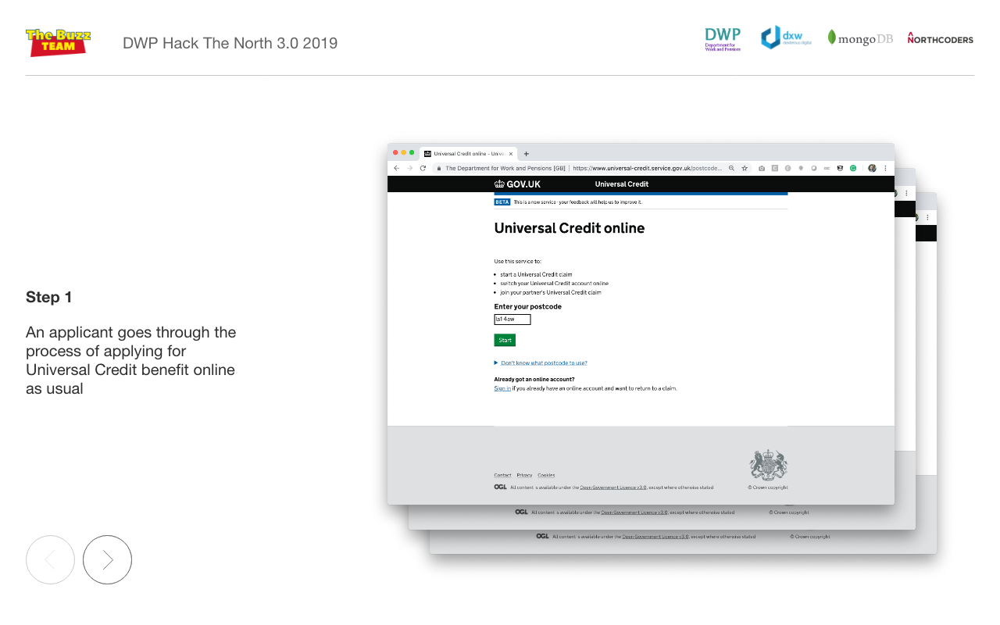 The Buzz
TEAM
DWP Hack The North 3.0 2019
DWP
Department for
Work and Pensions
dxw
dextrous digital
mongoDB
NORTHCODERS
Step 1
An applicant goes through the
process of applying for
Universal Credit benefit online
as usual
Universal Credit online - Unive
The Department for Work and Pensions [GB] | https://www.universal-credit.service.gov.uk/postcode...
GOV.UK
Universal Credit
BETA This is a new service - your feedback will help us to improve it.
Universal Credit online
Use this service to:
• start a Universal Credit claim
• switch your Universal Credit account online
• join your partner's Universal Credit claim
Enter your postcode
ls1 4aw
Start
Don't know what postcode to use?
Already got an online account?
Sign in if you already have an online account and want to return to a claim.
Contact Privacy Cookies
OGL All content is available under the Open Government Licence v3.0, except where otherwise stated
© Crown copyright
OGL All content is available under the Open Government Licence v3.0, except where otherwise stated
© Crown copyright
OGL All content is available under the Open Government Licence v3.0, except where otherwise stated
© Crown copyright